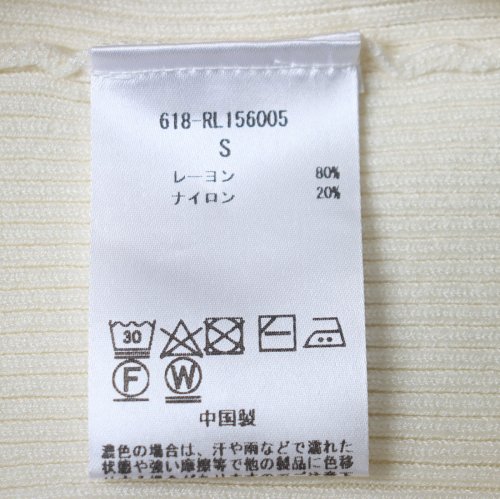 618-RL156005
S
レーヨン 80%
ナイロン 20%
30
F W
中国製
濃色の場合は、汗や雨などで濡れた
状態や強い摩擦等で他の製品に色移